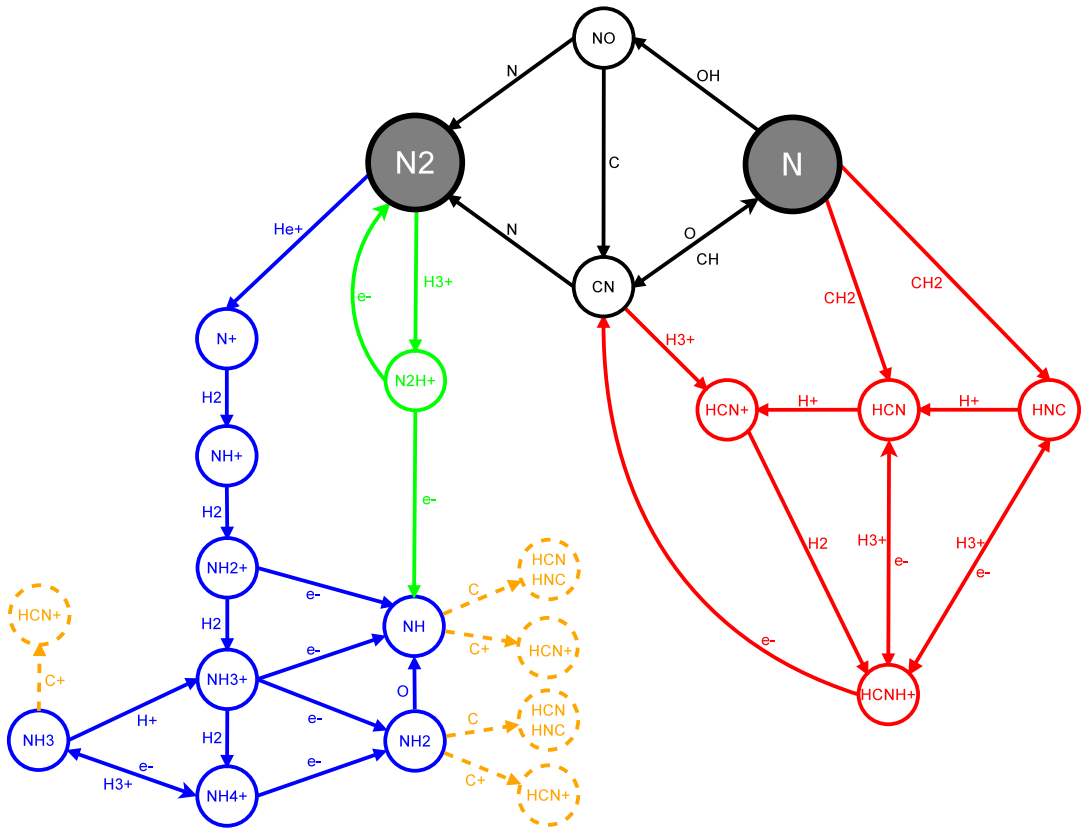 NO
N
OH
N2
N
C
He+
N
O
CH
H3+
e-
CN
CH2
CH2
N+
H3+
N2H+
H2
HCN+
H+
HCN
H+
HNC
NH+
e-
H2
H2
H3+
e-
H3+
e-
NH2+
e-
C
HCN
HNC
HCN+
H2
NH
C+
HCN+
e-
e-
C+
NH3+
O
HCNH+
H+
e-
C
HCN
HNC
NH3
H2
NH2
e-
H3+
e-
C+
HCN+
NH4+